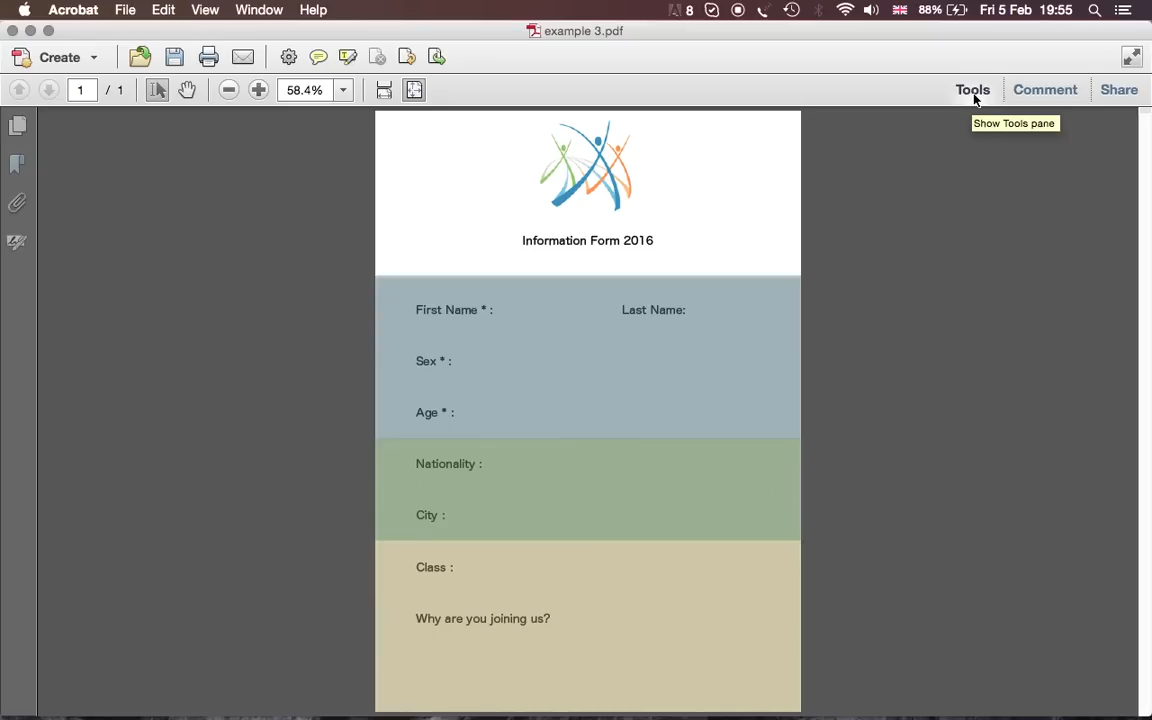 Acrobat File Edit View Window Help 8 88% Fri 5 Feb 19:55
example 3.pdf
Create
1 / 1 58.4% Tools Comment Share
Show Tools pane
Information Form 2016
First Name * : Last Name:
Sex * :
Age * :
Nationality :
City :
Class :
Why are you joining us?